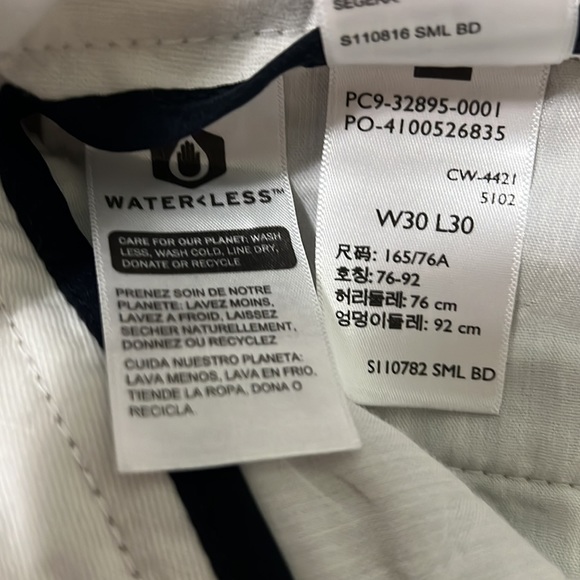 S110816 SML BD
WATER<LESS™
CARE FOR OUR PLANET: WASH
LESS, WASH COLD, LINE DRY,
DONATE OR RECYCLE
PRENEZ SOIN DE NOTRE
PLANETE: LAVEZ MOINS,
LAVEZ A FROID, LAISSEZ
SECHER NATURELLEMENT,
DONNEZ OU RECYCLEZ
CUIDA NUESTRO PLANETA:
LAVA MENOS, LAVA EN FRIO,
TIENDE LA ROPA, DONA O
RECICLA.
PC9-32895-0001
PO-4100526835
CW-4421
5102
W30 L30
尺码: 165/76A
호칭: 76-92
허리둘레: 76 cm
엉덩이둘레: 92 cm
S110782 SML BD